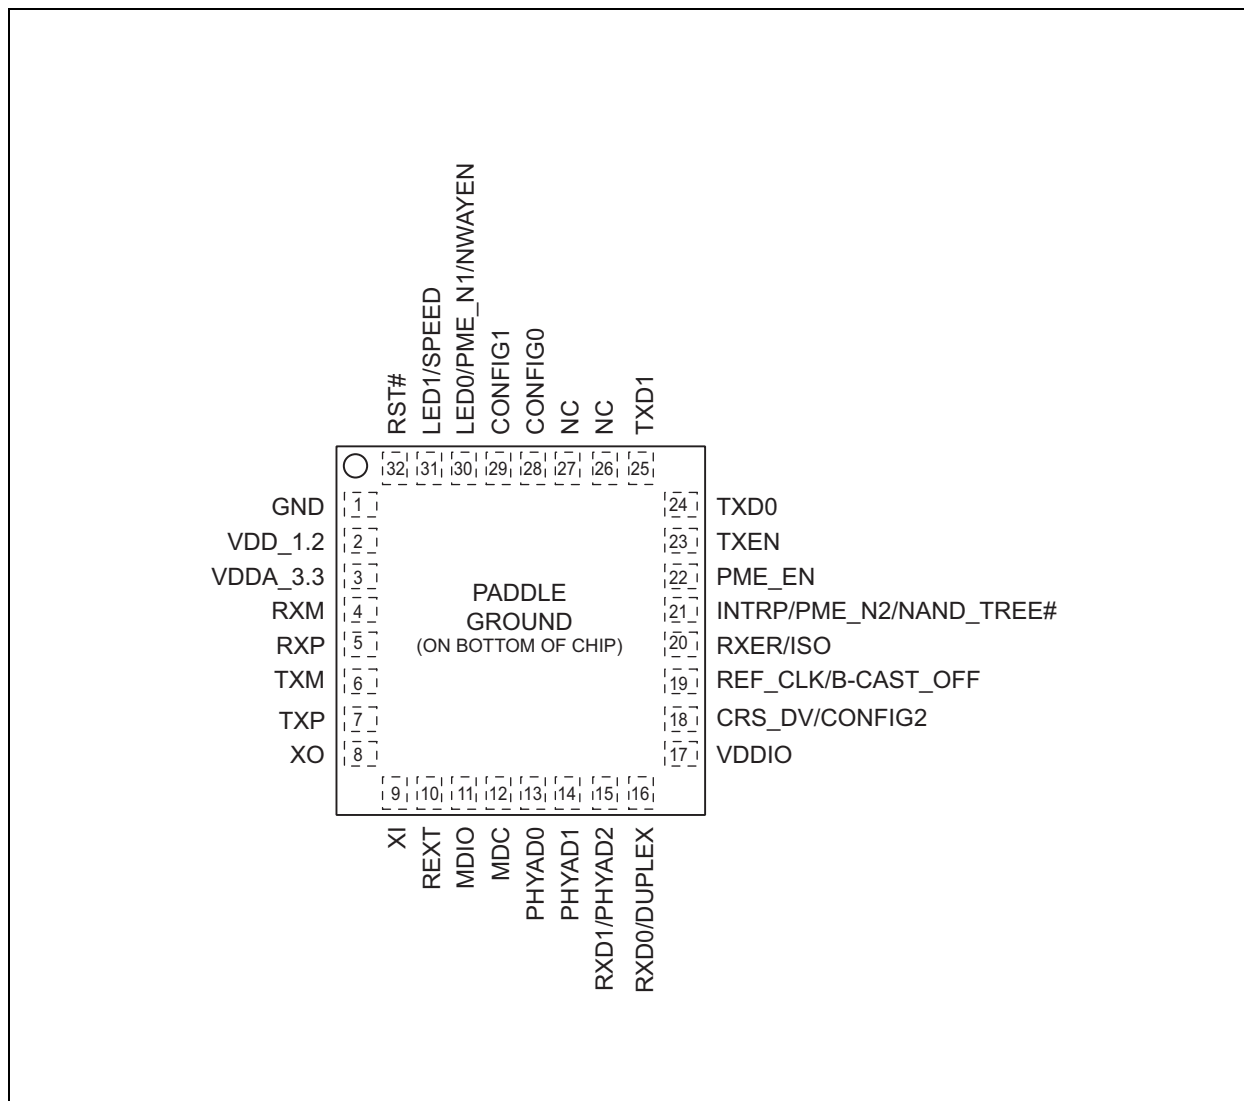 RST#
LED1/SPEED
LED0/PME_N1/NWAYEN
CONFIG1
CONFIG0
NC
NC
TXD1
32
31
30
29
28
27
26
25
GND 1
VDD_1.2 2
VDDA_3.3 3
RXM 4
RXP 5
TXM 6
TXP 7
XO 8
PADDLE
GROUND
(ON BOTTOM OF CHIP)
24 TXD0
23 TXEN
22 PME_EN
21 INTRP/PME_N2/NAND_TREE#
20 RXER/ISO
19 REF_CLK/B-CAST_OFF
18 CRS_DV/CONFIG2
17 VDDIO
9
10
11
12
13
14
15
16
XI
REXT
MDIO
MDC
PHYAD0
PHYAD1
RXD1/PHYAD2
RXD0/DUPLEX